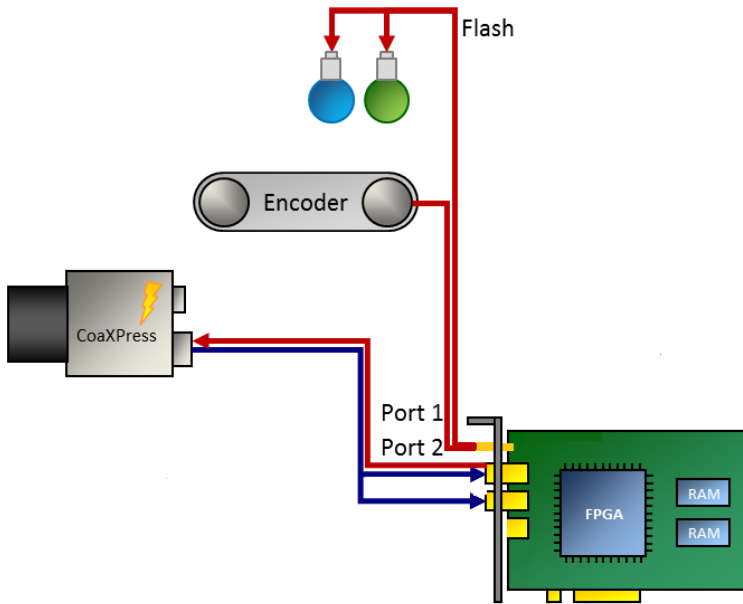 Flash
Encoder
CoaXPress
Port 1
Port 2
RAM
FPGA
RAM